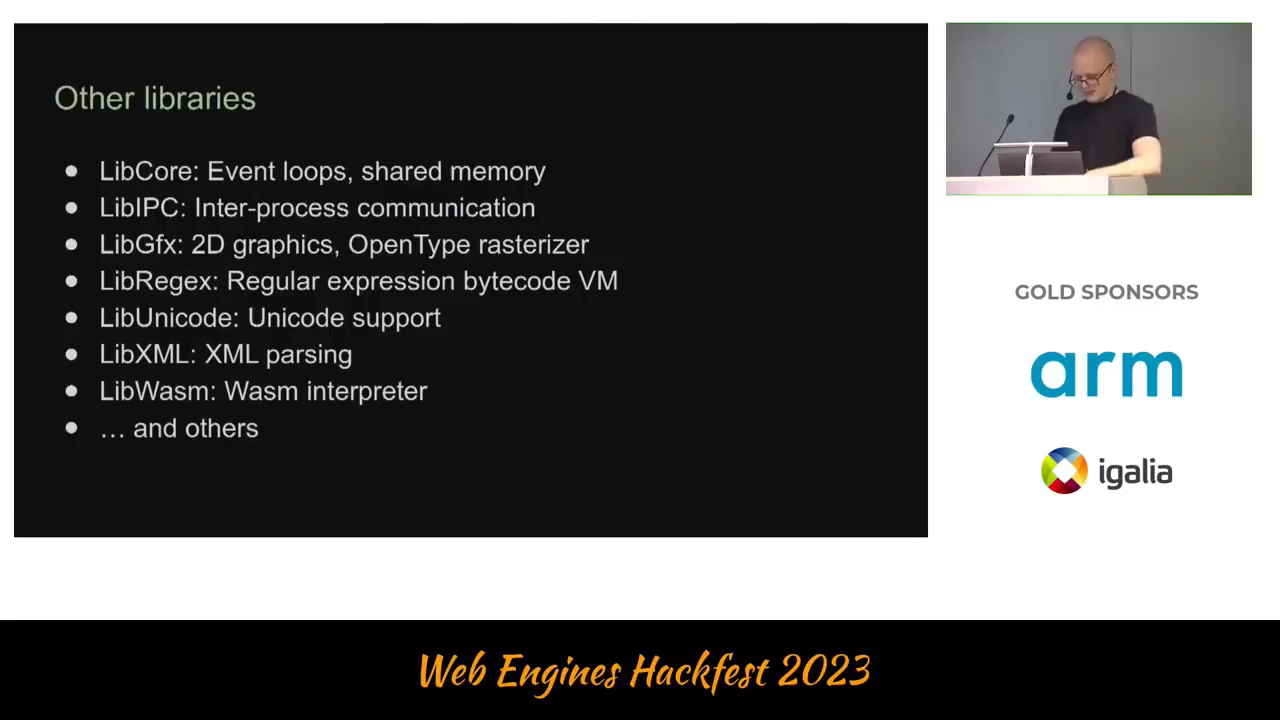 Other libraries
● LibCore: Event loops, shared memory
● LibIPC: Inter-process communication
● LibGfx: 2D graphics, OpenType rasterizer
● LibRegex: Regular expression bytecode VM
● LibUnicode: Unicode support
● LibXML: XML parsing
● LibWasm: Wasm interpreter
● … and others
GOLD SPONSORS
arm
igalia
Web Engines Hackfest 2023